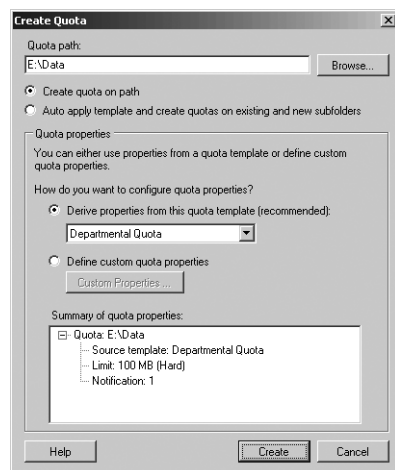 Create Quota
Quota path:
E:\Data
Browse...
Create quota on path
Auto apply template and create quotas on existing and new subfolders
Quota properties
You can either use properties from a quota template or define custom
quota properties.
How do you want to configure quota properties?
Derive properties from this quota template (recommended):
Departmental Quota
Define custom quota properties
Custom Properties ...
Summary of quota properties:
Quota: E:\Data
Source template: Departmental Quota
Limit: 100 MB (Hard)
Notification: 1
Help Create Cancel